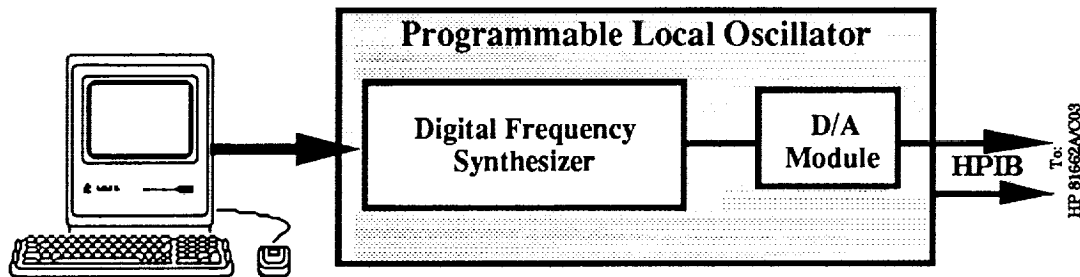 Programmable Local Oscillator
Digital Frequency
Synthesizer
D/A
Module
HPIB
To:
HP 81662A/C03